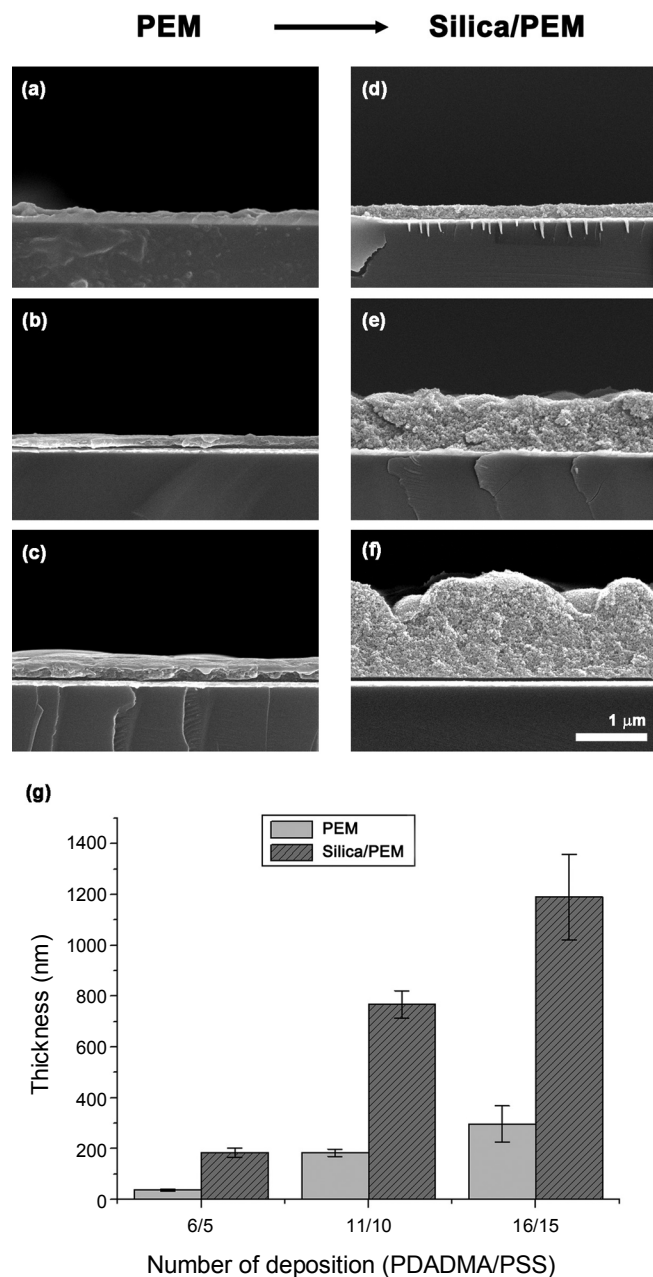 PEM Silica/PEM
(a)
(d)
(b)
(e)
(c)
(f)
1 μm
(g)
PEM
Silica/PEM
1400
1200
1000
800
600
400
200
0
Thickness (nm)
6/5 11/10 16/15
Number of deposition (PDADMA/PSS)